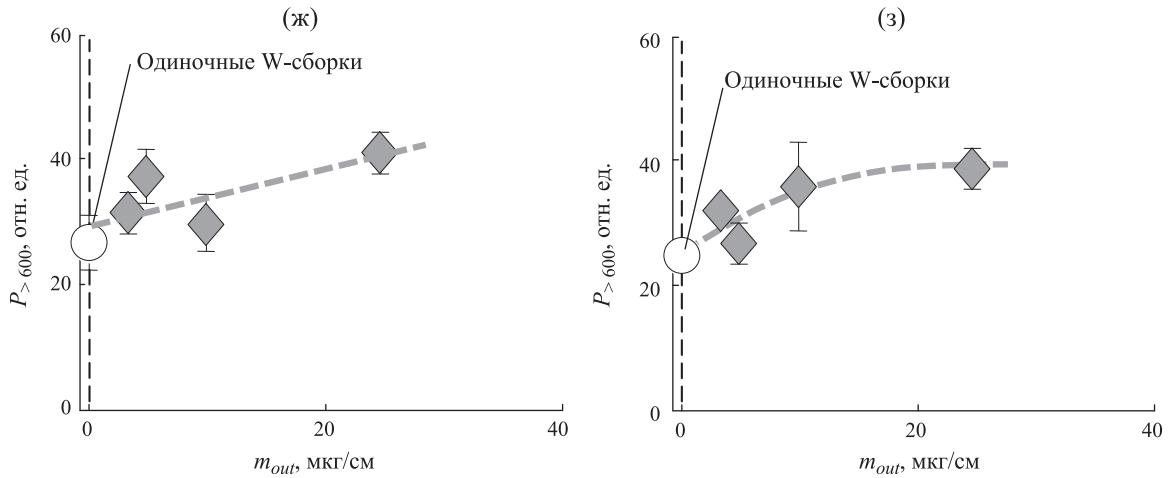 (ж)
60
Одиночные W-сборки
40
20
0
P> 600, отн. ед.
0
20
40
mout, мкг/см
(з)
60
Одиночные W-сборки
40
20
0
P> 600, отн. ед.
0
20
40
mout, мкг/см